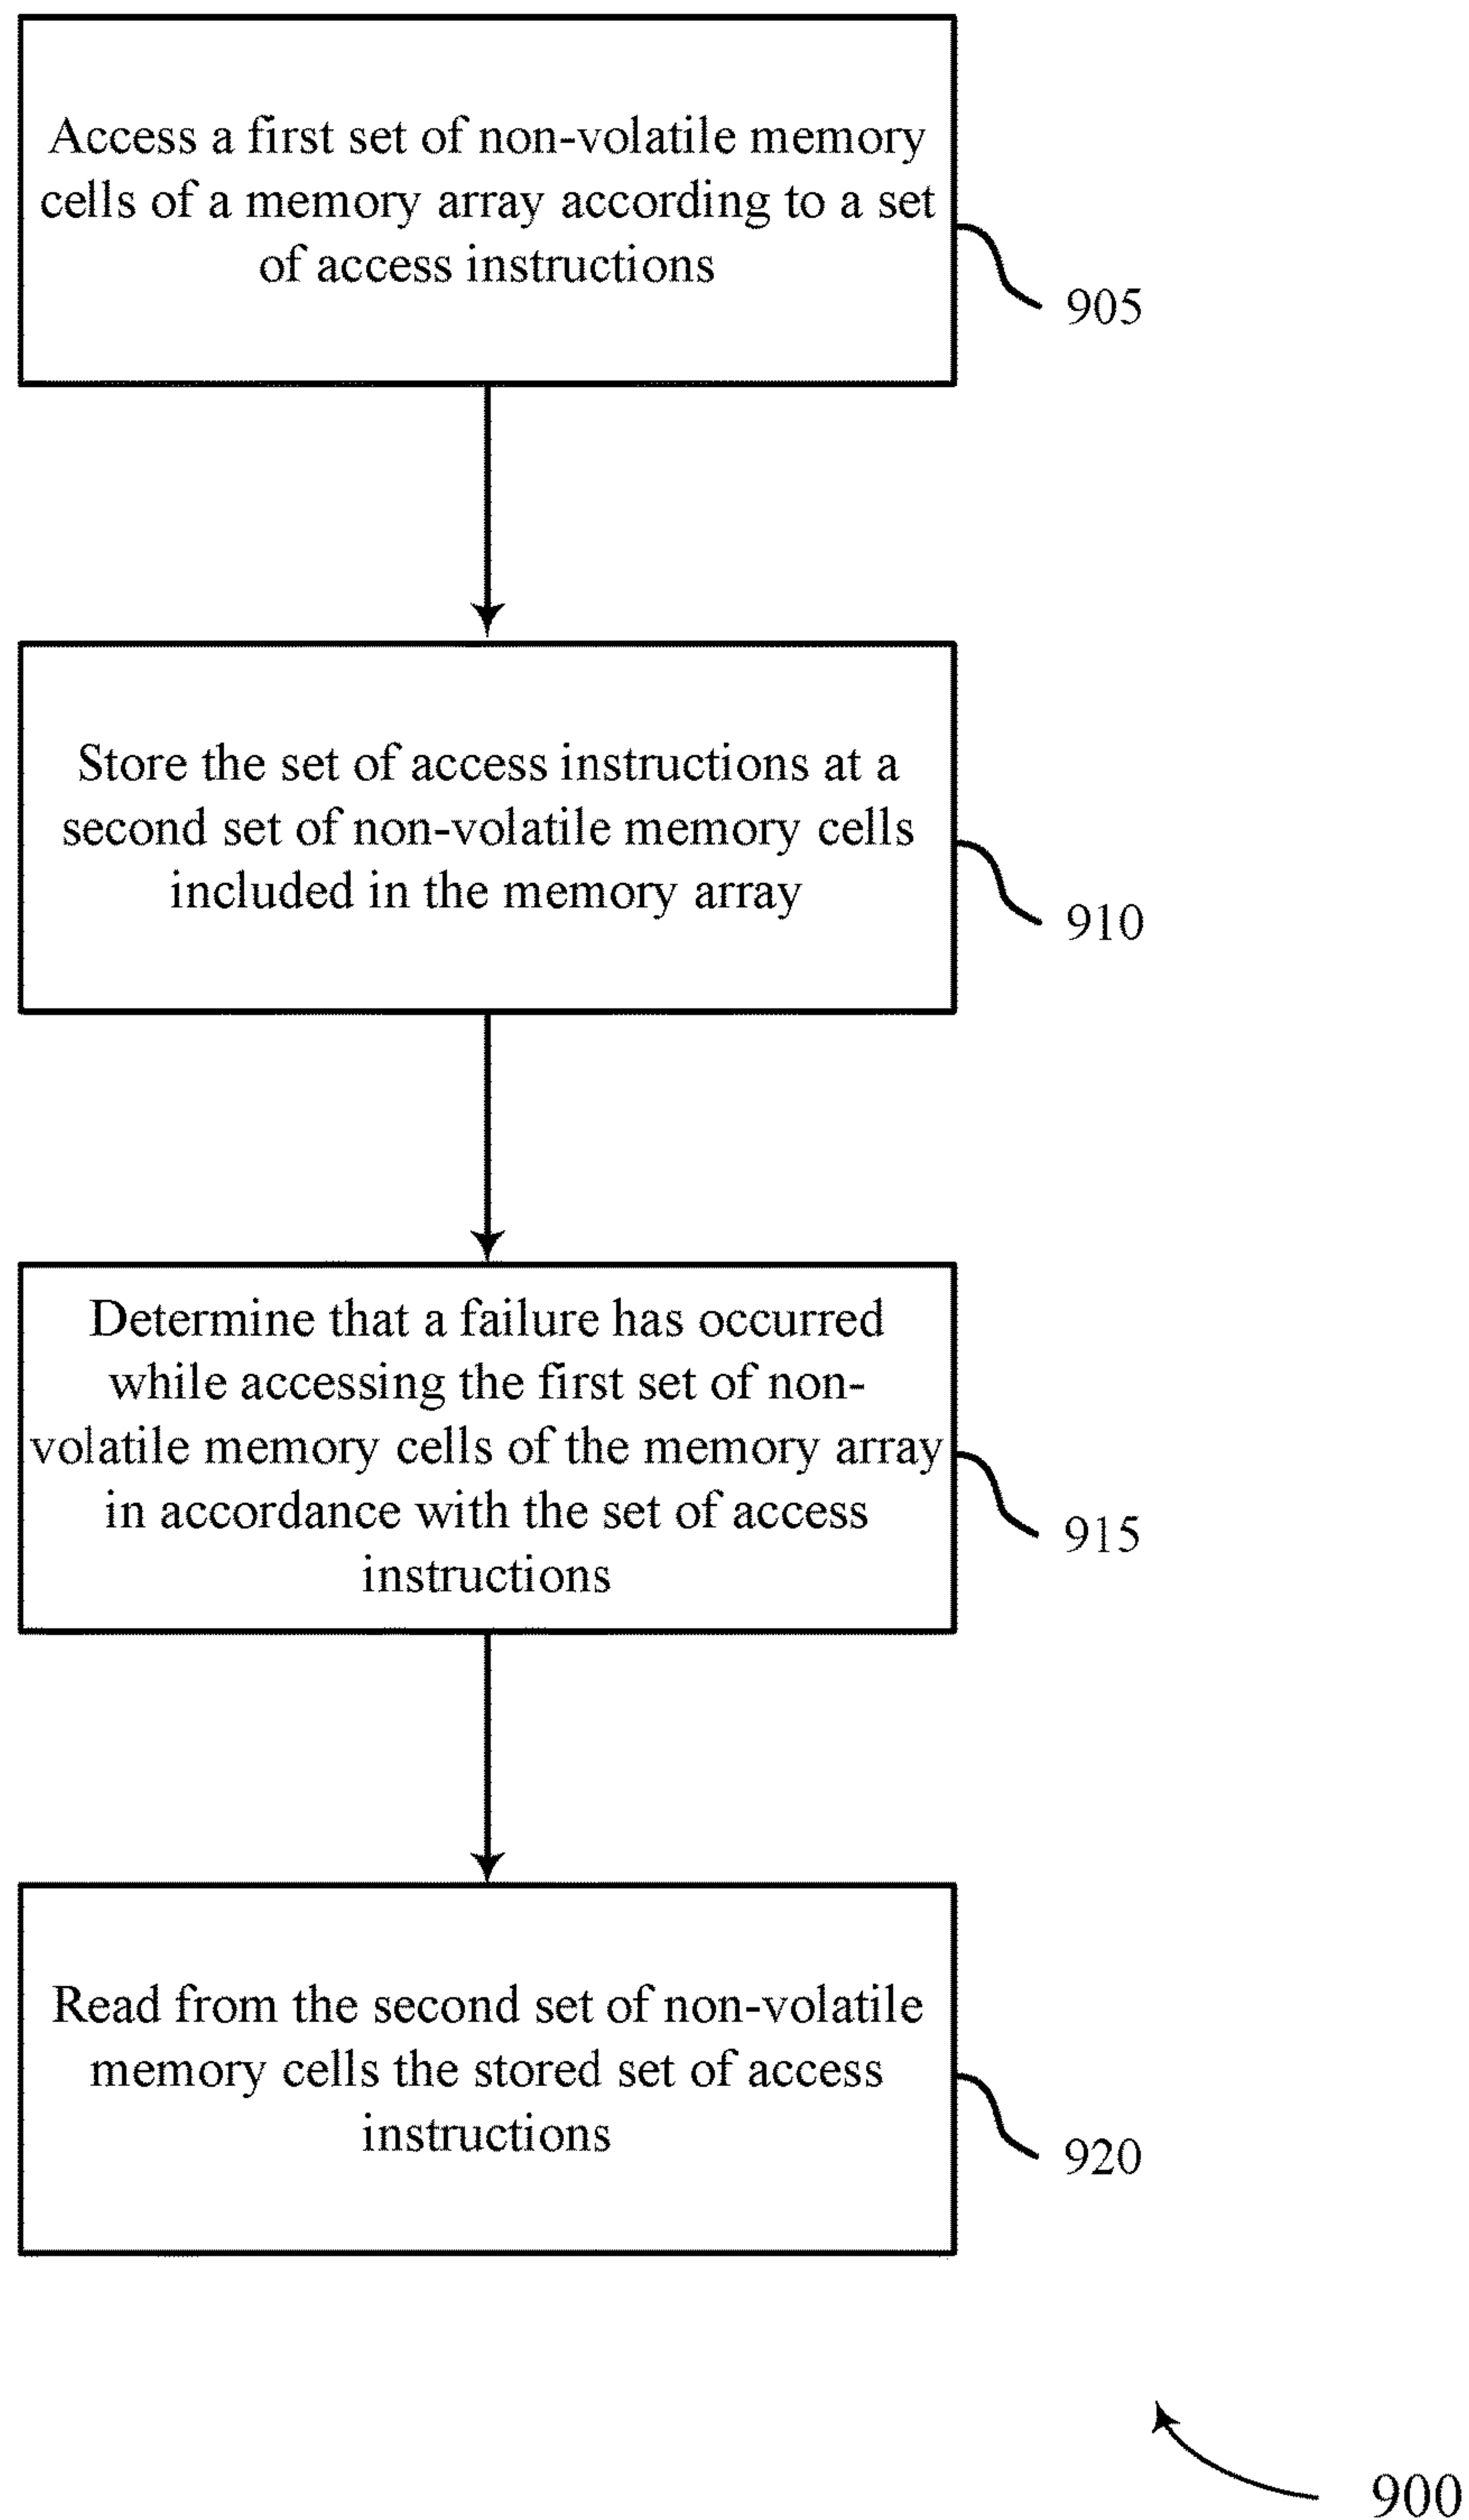 Access a first set of non-volatile memory
cells of a memory array according to a set
of access instructions
905
Store the set of access instructions at a
second set of non-volatile memory cells
included in the memory array
910
Determine that a failure has occurred
while accessing the first set of non-
volatile memory cells of the memory array
in accordance with the set of access
instructions
915
Read from the second set of non-volatile
memory cells the stored set of access
instructions
920
900